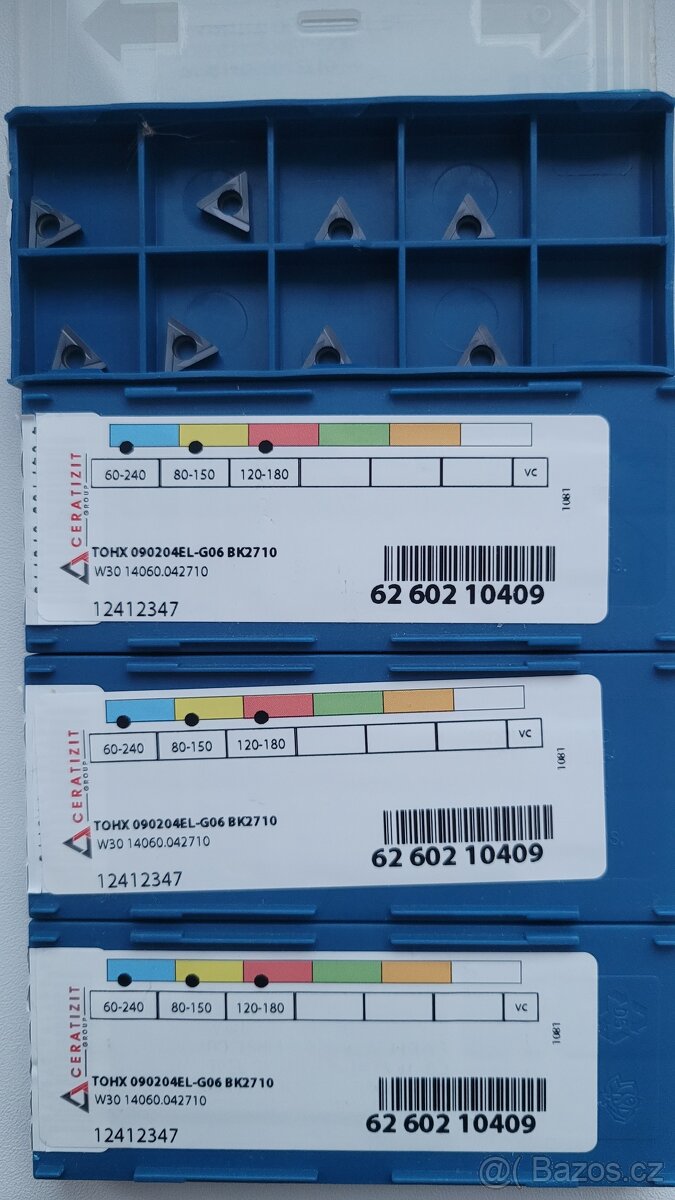 60-240 80-150 120-180 vc
1081
CERATIZIT
GROUP
TOHX 090204EL-G06 BK2710
W30 14060.042710
62 602 10409
12412347
60-240 80-150 120-180 vc
1081
CERATIZIT
GROUP
TOHX 090204EL-G06 BK2710
W30 14060.042710
62 602 10409
12412347
60-240 80-150 120-180 vc
1081
CERATIZIT
GROUP
TOHX 090204EL-G06 BK2710
W30 14060.042710
62 602 10409
12412347
@( Bazos.cz